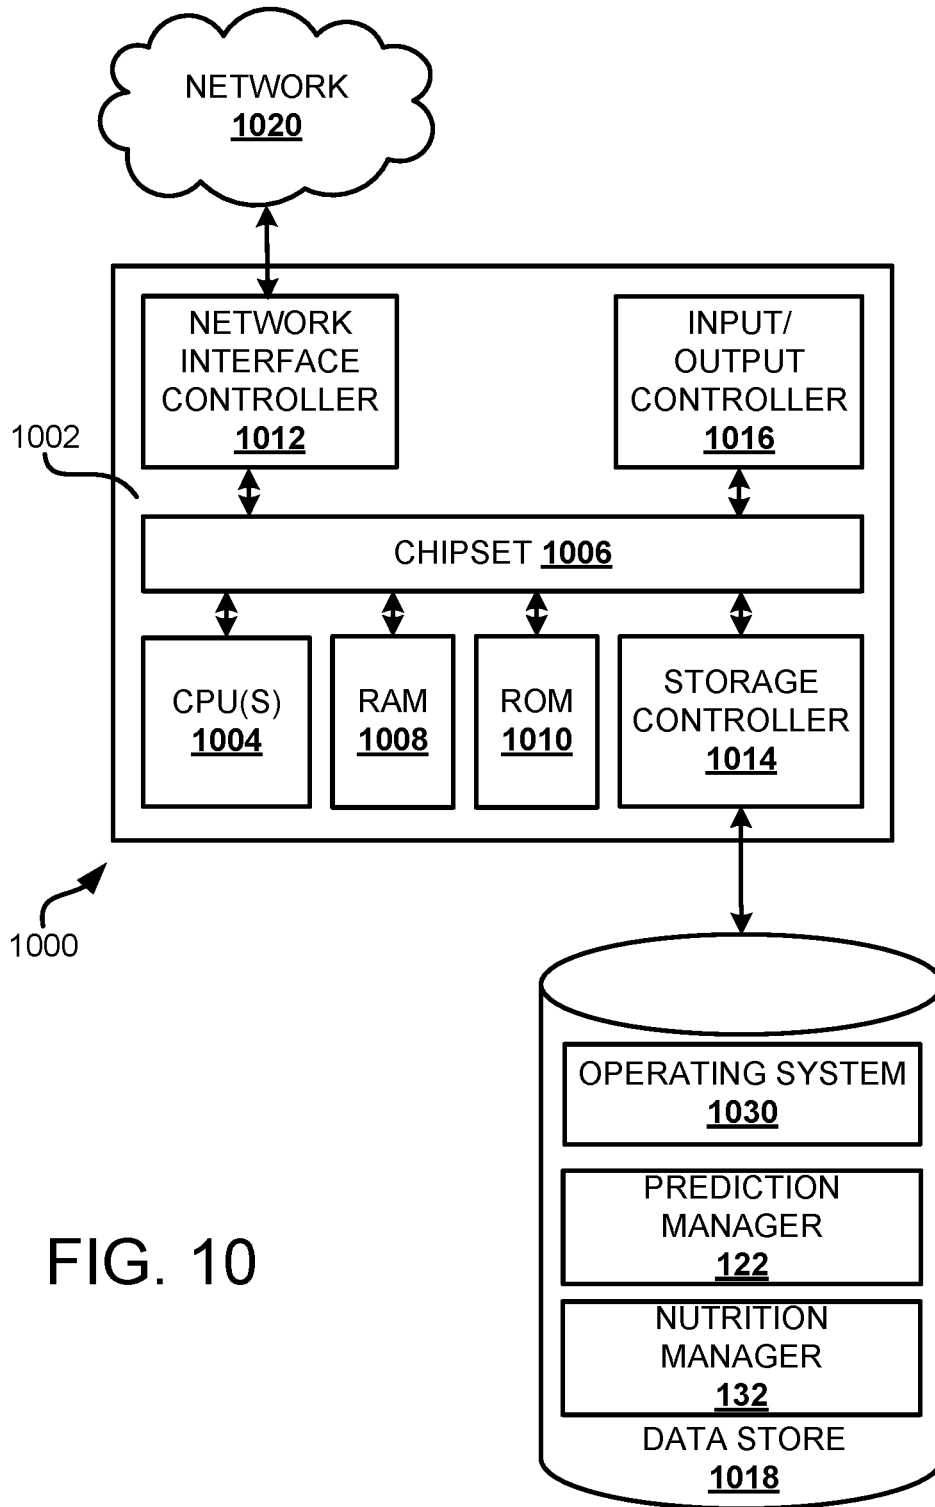 NETWORK
1020
NETWORK
INTERFACE
CONTROLLER
1012
INPUT/
OUTPUT
CONTROLLER
1016
1002
CHIPSET 1006
CPU(S)
1004
RAM
1008
ROM
1010
STORAGE
CONTROLLER
1014
1000
OPERATING SYSTEM
1030
PREDICTION
MANAGER
122
NUTRITION
MANAGER
132
DATA STORE
1018
FIG. 10